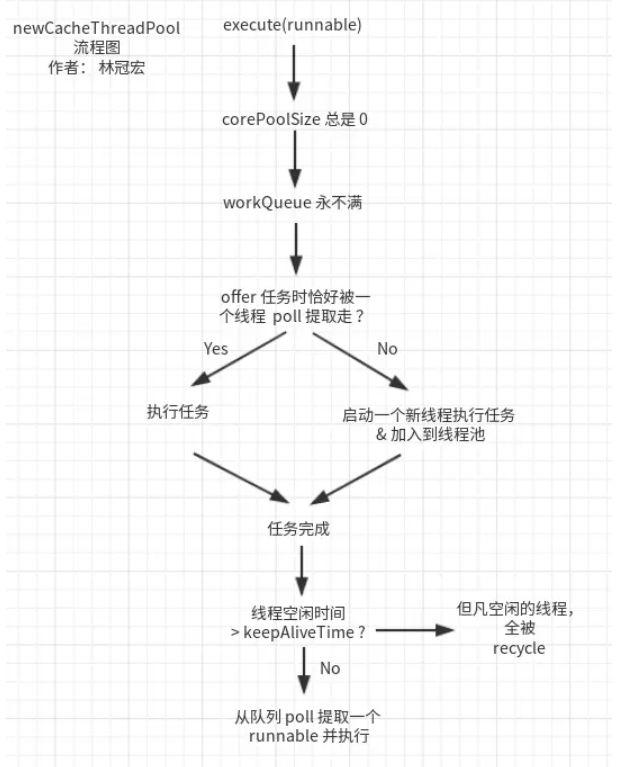 newCacheThreadPool
流程图
作者： 林冠宏
execute(runnable)
corePoolSize 总是 0
workQueue 永不满
offer 任务时恰好被一
个线程 poll 提取走 ?
Yes
No
执行任务
启动一个新线程执行任务
& 加入到线程池
任务完成
线程空闲时间
> keepAliveTime ?
但凡空闲的线程，
全被
recycle
No
从队列 poll 提取一个
runnable 并执行